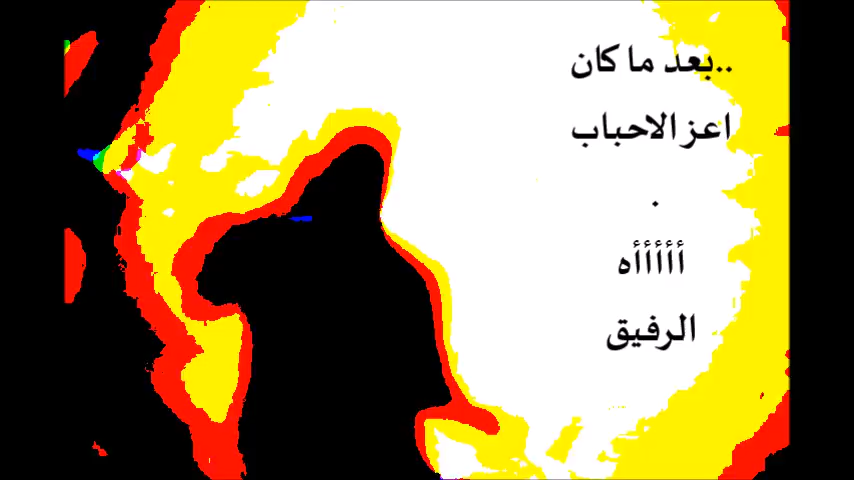 ..بعد ما كان
اعز الاحباب
.
أأأأأه
الرفيق